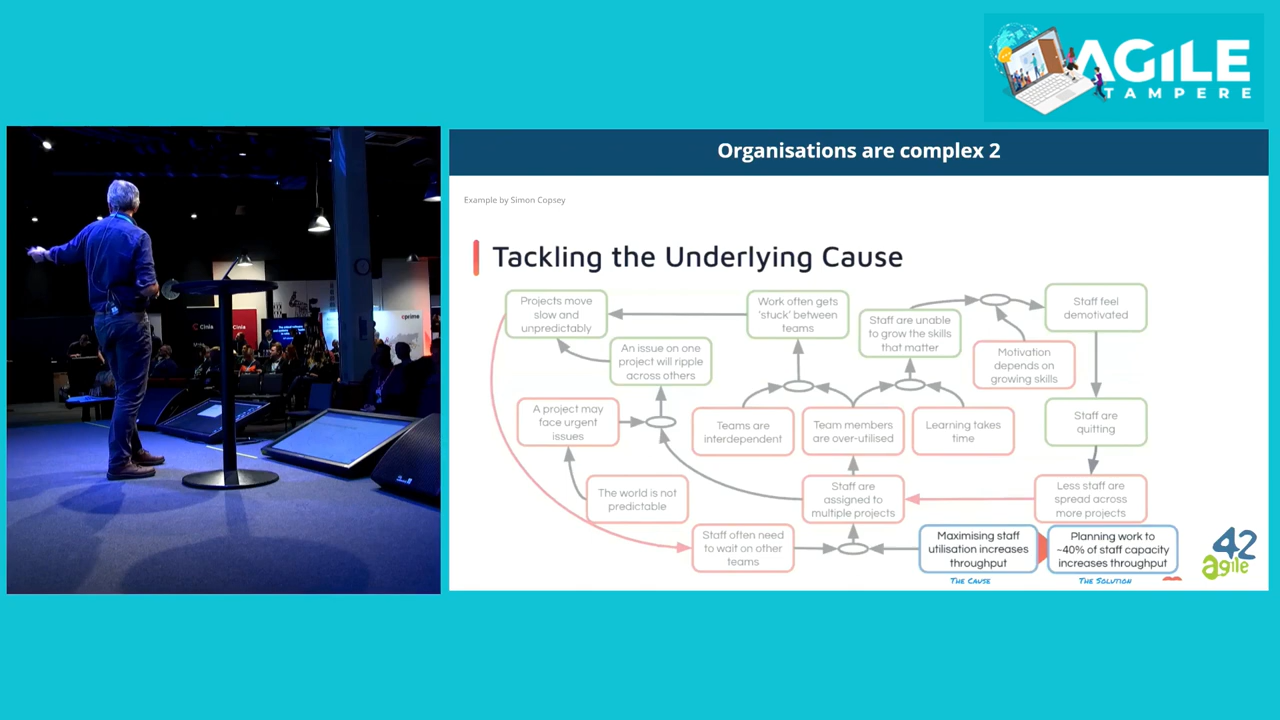 AGILE
TAMPERE
Organisations are complex 2
Example by Simon Copsey
Tackling the Underlying Cause
Projects move
slow and
unpredictably
Work often gets
'stuck' between
teams
Staff are unable
to grow the skills
that matter
Staff feel
demotivated
An issue on one
project will ripple
across others
Motivation
depends on
growing skills
A project may
face urgent
issues
Teams are
interdependent
Team members
are over-utilised
Learning takes
time
Staff are
quitting
The world is not
predictable
Staff are
assigned to
multiple projects
Less staff are
spread across
more projects
Staff often need
to wait on other
teams
Maximising staff
utilisation increases
throughput
Planning work to
~40% of staff capacity
increases throughput
The Cause
The Solution
42
agile
Cinia
cprime